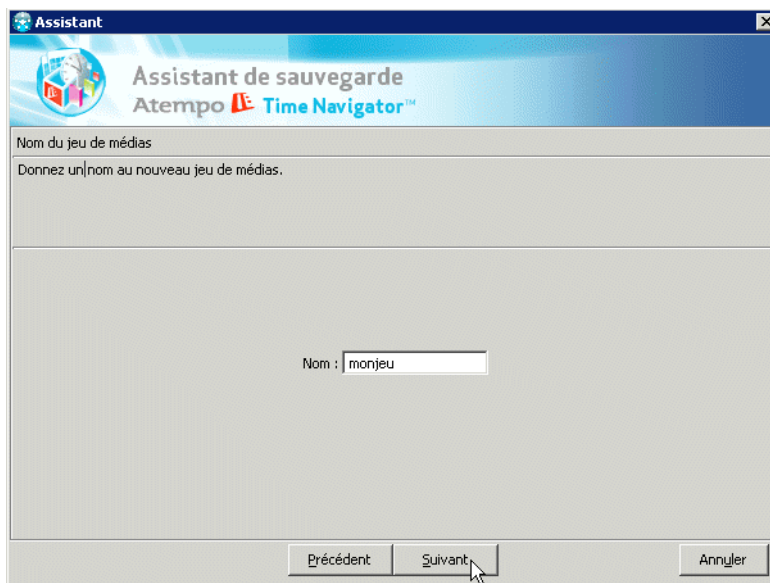 Assistant
Assistant de sauvegarde
Atempo Time Navigator™
Nom du jeu de médias
Donnez un nom au nouveau jeu de médias.
Nom : monjeu
Précédent Suivant Annuler